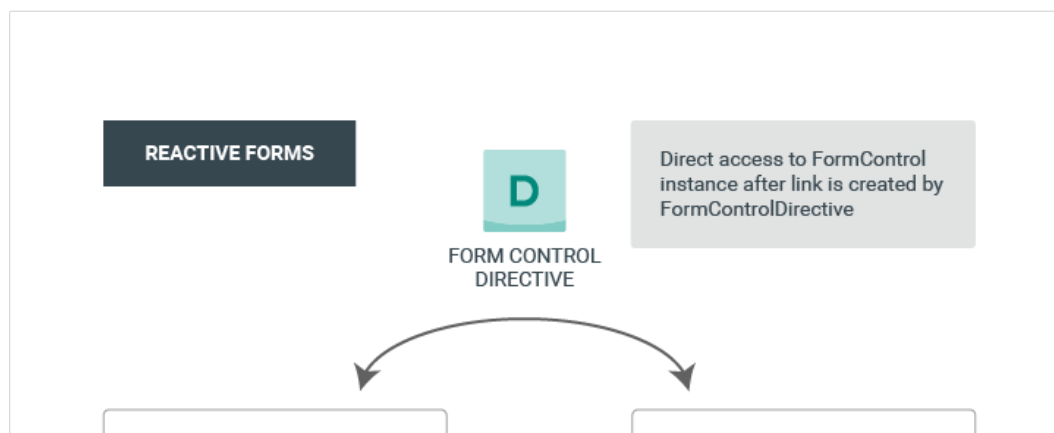 REACTIVE FORMS
D
FORM CONTROL
DIRECTIVE
Direct access to FormControl
instance after link is created by
FormControlDirective